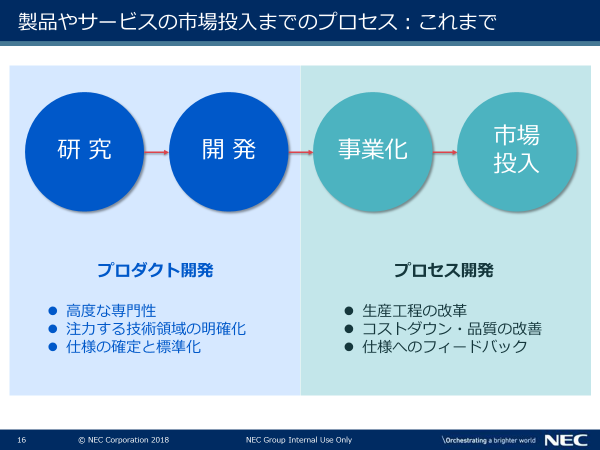 製品やサービスの市場投入までのプロセス：これまで
研究
開発
事業化
市場
投入
プロダクト開発
● 高度な専門性
● 注力する技術領域の明確化
● 仕様の確定と標準化
プロセス開発
● 生産工程の改革
● コストダウン・品質の改善
● 仕様へのフィードバック
16 © NEC Corporation 2018 NEC Group Internal Use Only \Orchestrating a brighter world NEC